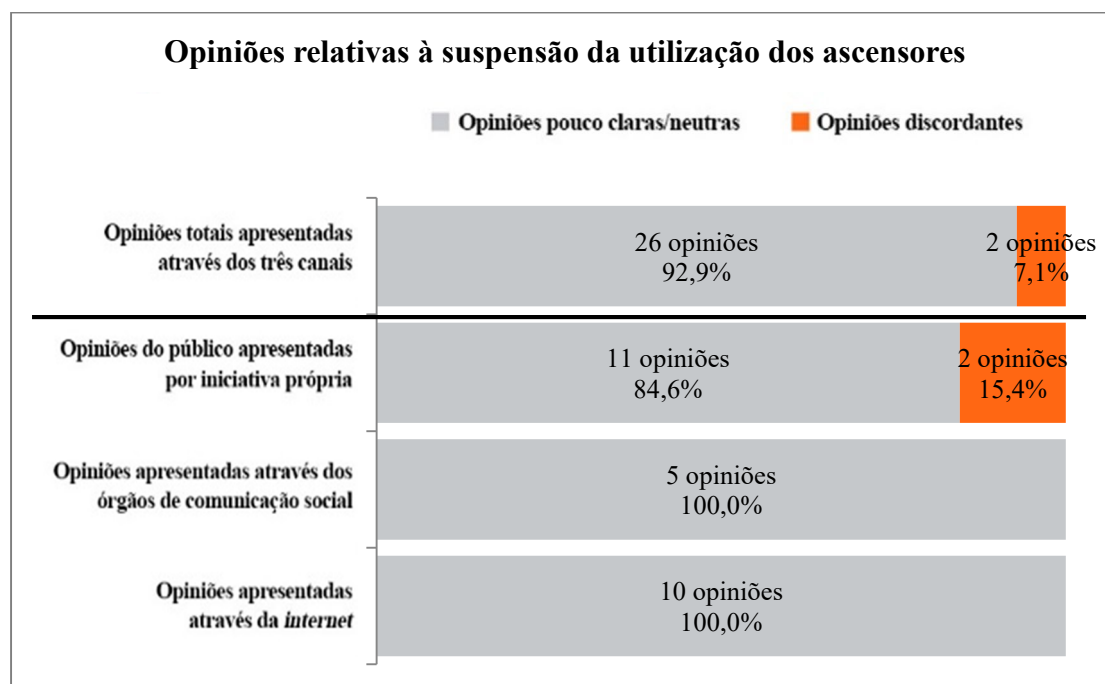 Opiniões relativas à suspensão da utilização dos ascensores
Opiniões pouco claras/neutras
Opiniões discordantes
Opiniões totais apresentadas
através dos três canais
26 opiniões
92,9%
2 opiniões
7,1%
Opiniões do público apresentadas
por iniciativa própria
11 opiniões
84,6%
2 opiniões
15,4%
Opiniões apresentadas através dos
órgãos de comunicação social
5 opiniões
100,0%
Opiniões apresentadas
através da internet
10 opiniões
100,0%